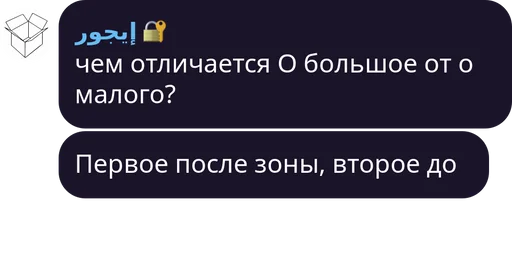 إيجور 🔐
чем отличается О большое от о
малого?
Первое после зоны, второе до